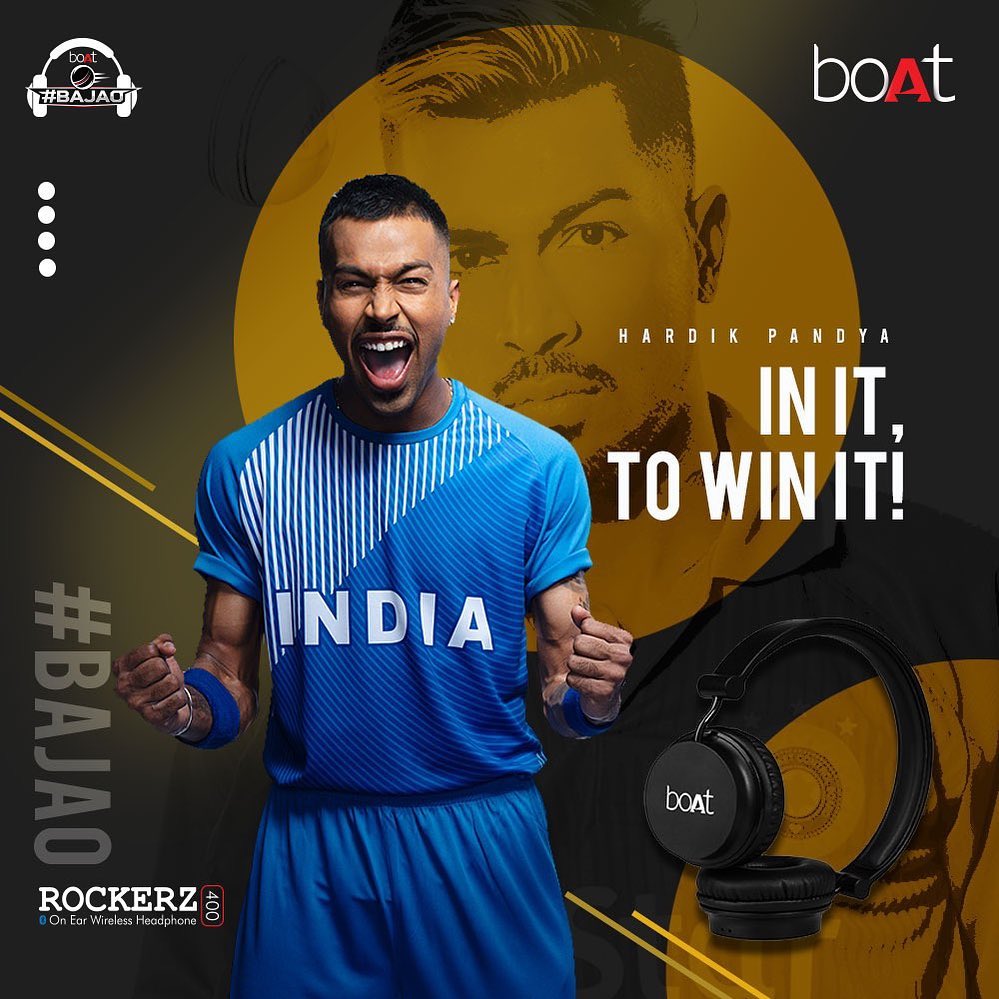 boAt
#BAJAO
boAt
HARDIK PANDYA
IN IT,
TO WIN IT!
INDIA
#BAJAO
boAt
ROCKERZ 400
On Ear Wireless Headphone